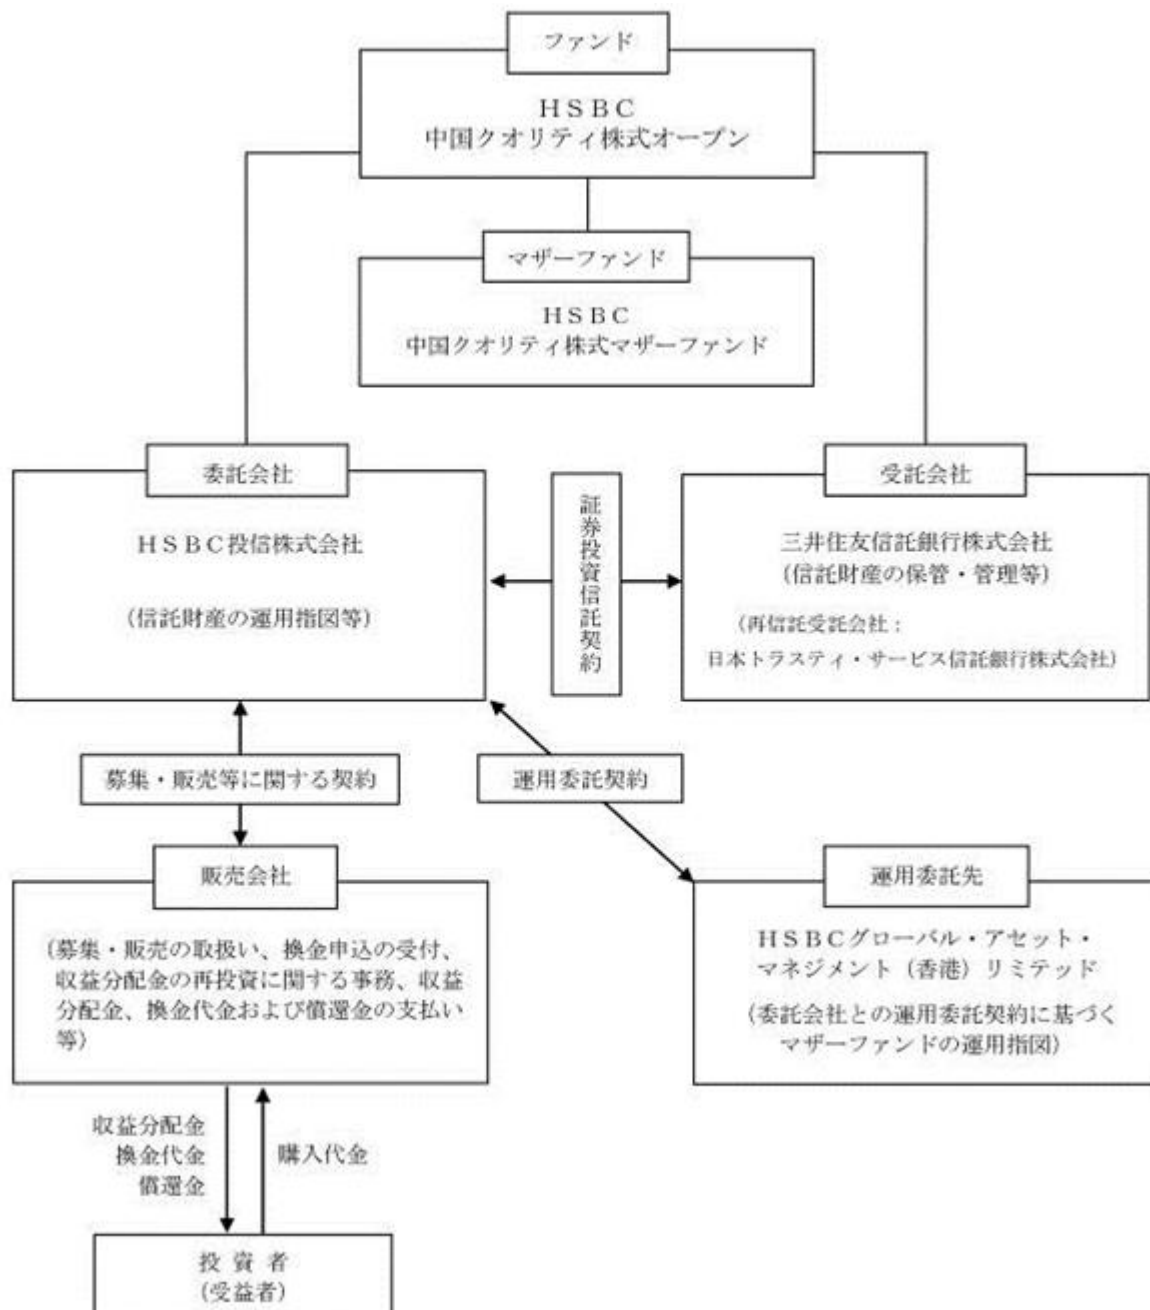 ファンド
ＨＳＢＣ
中国クオリティ株式オープン
マザーファンド
ＨＳＢＣ
中国クオリティ株式マザーファンド
委託会社
ＨＳＢＣ投信株式会社
（信託財産の運用指図等）
証券投資信託契約
受託会社
三井住友信託銀行株式会社
（信託財産の保管・管理等）
（再信託受託会社：
日本トラスティ・サービス信託銀行株式会社）
募集・販売等に関する契約
運用委託契約
販売会社
（募集・販売の取扱い、換金申込の受付、
収益分配金の再投資に関する事務、収益
分配金、換金代金および償還金の支払い
等）
運用委託先
ＨＳＢＣグローバル・アセット・
マネジメント（香港）リミテッド
（委託会社との運用委託契約に基づく
マザーファンドの運用指図）
収益分配金
換金代金
償還金
購入代金
投 資 者
（受益者）